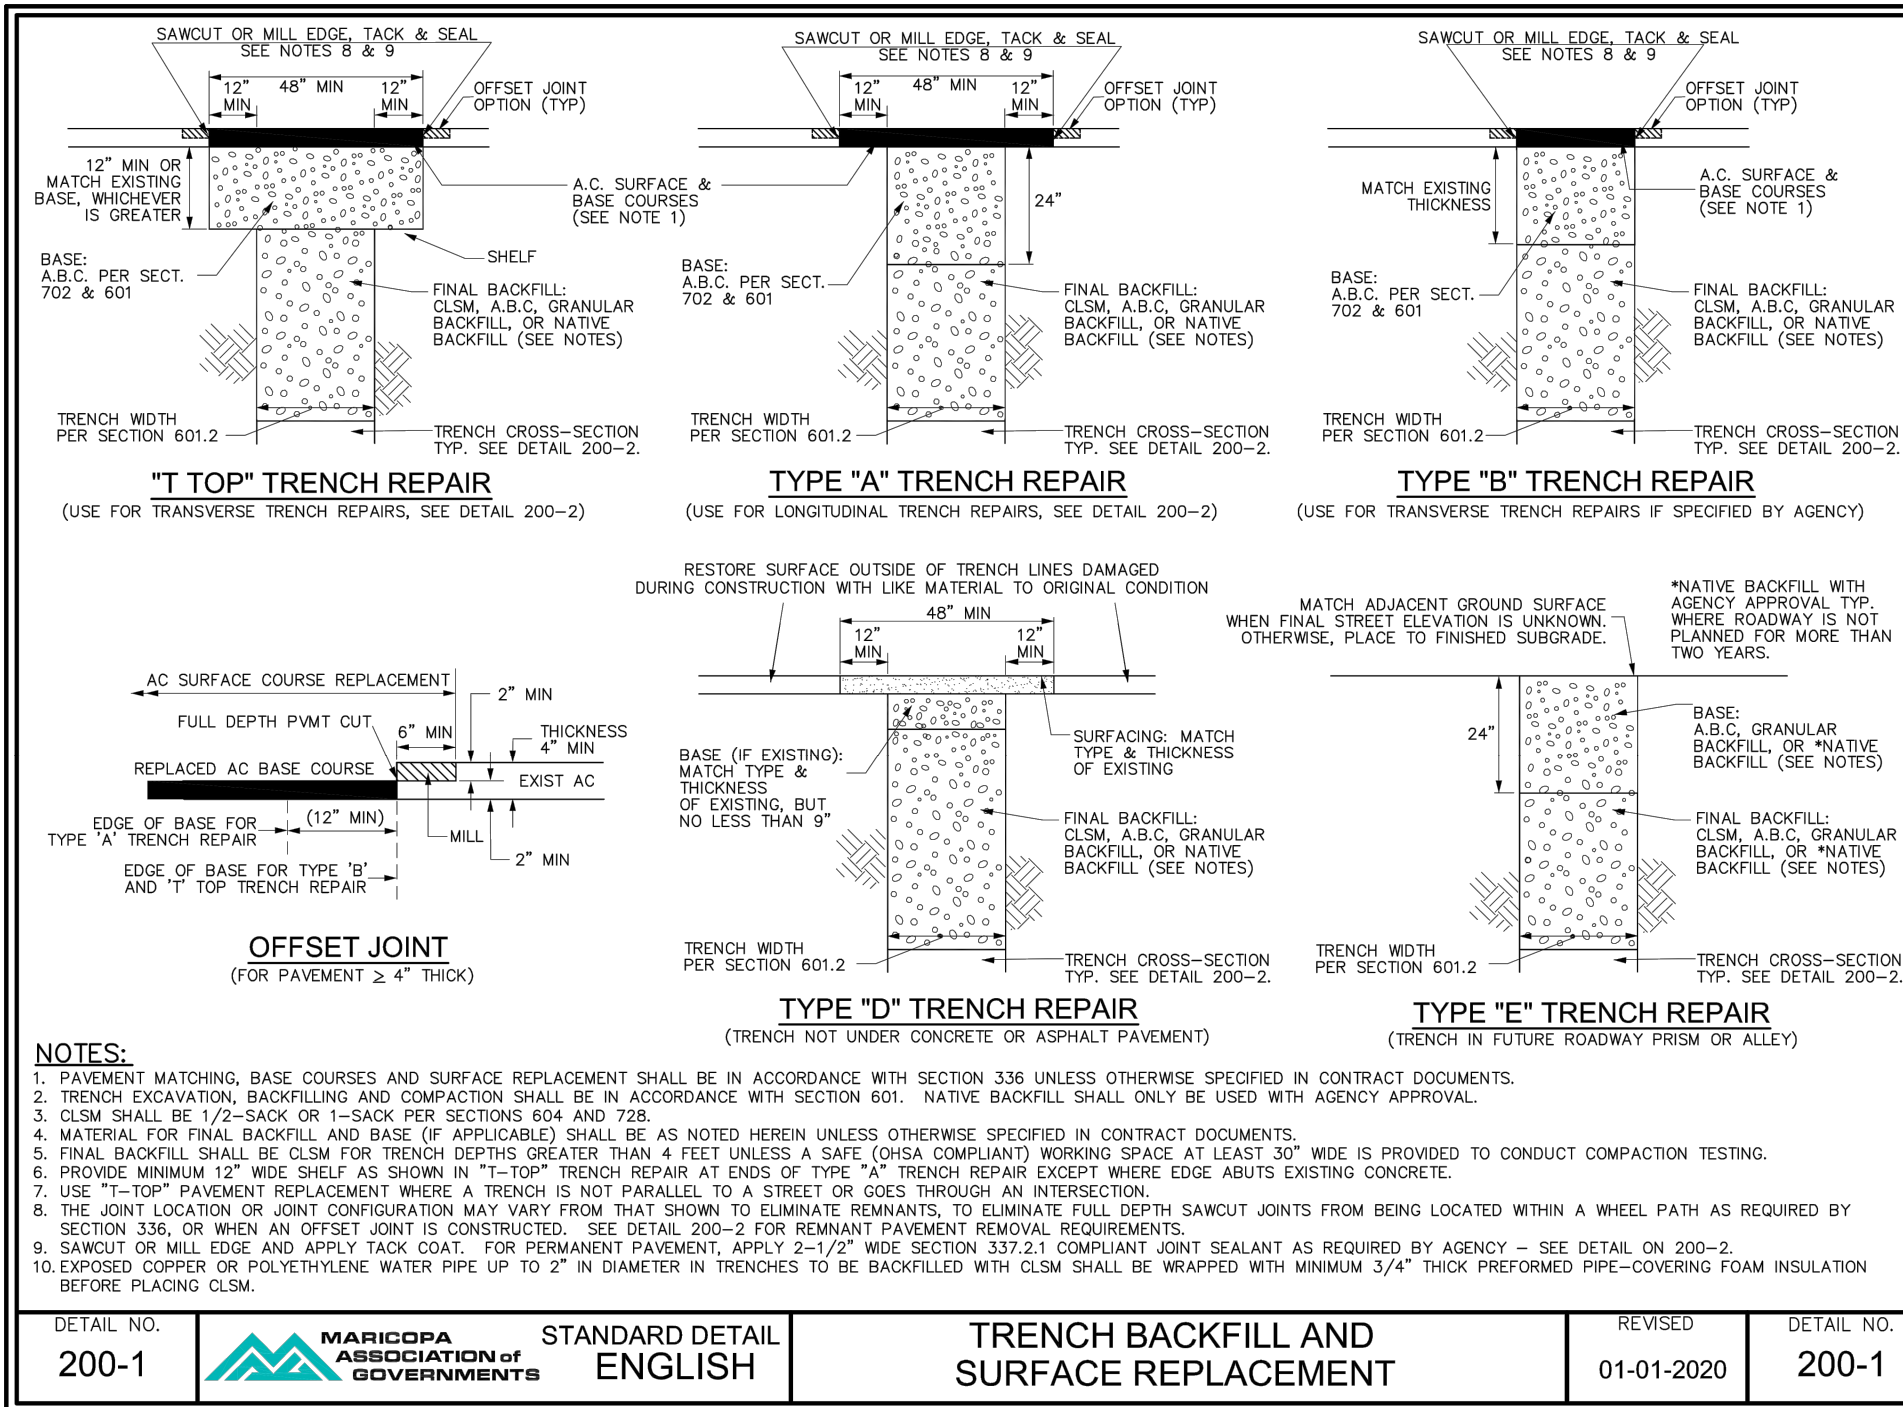 SAWCUT OR MILL EDGE, TACK & SEAL
SEE NOTES 8 & 9
48" MIN
12"
MIN
12"
MIN
OFFSET JOINT
OPTION (TYP)
12" MIN OR
MATCH EXISTING
BASE, WHICHEVER
IS GREATER
A.C. SURFACE &
BASE COURSES
(SEE NOTE 1)
SHELF
BASE:
A.B.C. PER SECT.
702 & 601
FINAL BACKFILL:
CLSM, A.B.C, GRANULAR
BACKFILL, OR NATIVE
BACKFILL (SEE NOTES)
TRENCH WIDTH
PER SECTION 601.2
TRENCH CROSS-SECTION
TYP. SEE DETAIL 200-2.
"T TOP" TRENCH REPAIR
(USE FOR TRANSVERSE TRENCH REPAIRS, SEE DETAIL 200-2)
SAWCUT OR MILL EDGE, TACK & SEAL
SEE NOTES 8 & 9
48" MIN
12"
MIN
12"
MIN
OFFSET JOINT
OPTION (TYP)
24"
BASE:
A.B.C. PER SECT.
702 & 601
FINAL BACKFILL:
CLSM, A.B.C, GRANULAR
BACKFILL, OR NATIVE
BACKFILL (SEE NOTES)
TRENCH WIDTH
PER SECTION 601.2
TRENCH CROSS-SECTION
TYP. SEE DETAIL 200-2.
TYPE "A" TRENCH REPAIR
(USE FOR LONGITUDINAL TRENCH REPAIRS, SEE DETAIL 200-2)
SAWCUT OR MILL EDGE, TACK & SEAL
SEE NOTES 8 & 9
OFFSET JOINT
OPTION (TYP)
MATCH EXISTING
THICKNESS
A.C. SURFACE &
BASE COURSES
(SEE NOTE 1)
BASE:
A.B.C. PER SECT.
702 & 601
FINAL BACKFILL:
CLSM, A.B.C, GRANULAR
BACKFILL, OR NATIVE
BACKFILL (SEE NOTES)
TRENCH WIDTH
PER SECTION 601.2
TRENCH CROSS-SECTION
TYP. SEE DETAIL 200-2.
TYPE "B" TRENCH REPAIR
(USE FOR TRANSVERSE TRENCH REPAIRS IF SPECIFIED BY AGENCY)
AC SURFACE COURSE REPLACEMENT
2" MIN
FULL DEPTH PVMT CUT
6" MIN
THICKNESS
4" MIN
REPLACED AC BASE COURSE
EXIST AC
(12" MIN)
EDGE OF BASE FOR
TYPE 'A' TRENCH REPAIR
MILL
2" MIN
EDGE OF BASE FOR TYPE 'B'
AND 'T' TOP TRENCH REPAIR
OFFSET JOINT
(FOR PAVEMENT ≥ 4" THICK)
RESTORE SURFACE OUTSIDE OF TRENCH LINES DAMAGED
DURING CONSTRUCTION WITH LIKE MATERIAL TO ORIGINAL CONDITION
48" MIN
12"
MIN
12"
MIN
BASE (IF EXISTING):
MATCH TYPE &
THICKNESS
OF EXISTING, BUT
NO LESS THAN 9"
SURFACING: MATCH
TYPE & THICKNESS
OF EXISTING
FINAL BACKFILL:
CLSM, A.B.C, GRANULAR
BACKFILL, OR NATIVE
BACKFILL (SEE NOTES)
TRENCH WIDTH
PER SECTION 601.2
TRENCH CROSS-SECTION
TYP. SEE DETAIL 200-2.
TYPE "D" TRENCH REPAIR
(TRENCH NOT UNDER CONCRETE OR ASPHALT PAVEMENT)
MATCH ADJACENT GROUND SURFACE
WHEN FINAL STREET ELEVATION IS UNKNOWN.
OTHERWISE, PLACE TO FINISHED SUBGRADE.
*NATIVE BACKFILL WITH
AGENCY APPROVAL TYP.
WHERE ROADWAY IS NOT
PLANNED FOR MORE THAN
TWO YEARS.
24"
BASE:
A.B.C, GRANULAR
BACKFILL, OR *NATIVE
BACKFILL (SEE NOTES)
FINAL BACKFILL:
CLSM, A.B.C, GRANULAR
BACKFILL, OR *NATIVE
BACKFILL (SEE NOTES)
TRENCH WIDTH
PER SECTION 601.2
TRENCH CROSS-SECTION
TYP. SEE DETAIL 200-2.
TYPE "E" TRENCH REPAIR
(TRENCH IN FUTURE ROADWAY PRISM OR ALLEY)
NOTES:
1. PAVEMENT MATCHING, BASE COURSES AND SURFACE REPLACEMENT SHALL BE IN ACCORDANCE WITH SECTION 336 UNLESS OTHERWISE SPECIFIED IN CONTRACT DOCUMENTS.
2. TRENCH EXCAVATION, BACKFILLING AND COMPACTION SHALL BE IN ACCORDANCE WITH SECTION 601. NATIVE BACKFILL SHALL ONLY BE USED WITH AGENCY APPROVAL.
3. CLSM SHALL BE 1/2-SACK OR 1-SACK PER SECTIONS 604 AND 728.
4. MATERIAL FOR FINAL BACKFILL AND BASE (IF APPLICABLE) SHALL BE AS NOTED HEREIN UNLESS OTHERWISE SPECIFIED IN CONTRACT DOCUMENTS.
5. FINAL BACKFILL SHALL BE CLSM FOR TRENCH DEPTHS GREATER THAN 4 FEET UNLESS A SAFE (OHSA COMPLIANT) WORKING SPACE AT LEAST 30" WIDE IS PROVIDED TO CONDUCT COMPACTION TESTING.
6. PROVIDE MINIMUM 12" WIDE SHELF AS SHOWN IN "T-TOP" TRENCH REPAIR AT ENDS OF TYPE "A" TRENCH REPAIR EXCEPT WHERE EDGE ABUTS EXISTING CONCRETE.
7. USE "T-TOP" PAVEMENT REPLACEMENT WHERE A TRENCH IS NOT PARALLEL TO A STREET OR GOES THROUGH AN INTERSECTION.
8. THE JOINT LOCATION OR JOINT CONFIGURATION MAY VARY FROM THAT SHOWN TO ELIMINATE REMNANTS, TO ELIMINATE FULL DEPTH SAWCUT JOINTS FROM BEING LOCATED WITHIN A WHEEL PATH AS REQUIRED BY
SECTION 336, OR WHEN AN OFFSET JOINT IS CONSTRUCTED. SEE DETAIL 200-2 FOR REMNANT PAVEMENT REMOVAL REQUIREMENTS.
9. SAWCUT OR MILL EDGE AND APPLY TACK COAT. FOR PERMANENT PAVEMENT, APPLY 2-1/2" WIDE SECTION 337.2.1 COMPLIANT JOINT SEALANT AS REQUIRED BY AGENCY - SEE DETAIL ON 200-2.
10. EXPOSED COPPER OR POLYETHYLENE WATER PIPE UP TO 2" IN DIAMETER IN TRENCHES TO BE BACKFILLED WITH CLSM SHALL BE WRAPPED WITH MINIMUM 3/4" THICK PREFORMED PIPE-COVERING FOAM INSULATION
BEFORE PLACING CLSM.
DETAIL NO.
200-1
MARICOPA
ASSOCIATION of
GOVERNMENTS
STANDARD DETAIL
ENGLISH
TRENCH BACKFILL AND
SURFACE REPLACEMENT
REVISED
01-01-2020
DETAIL NO.
200-1